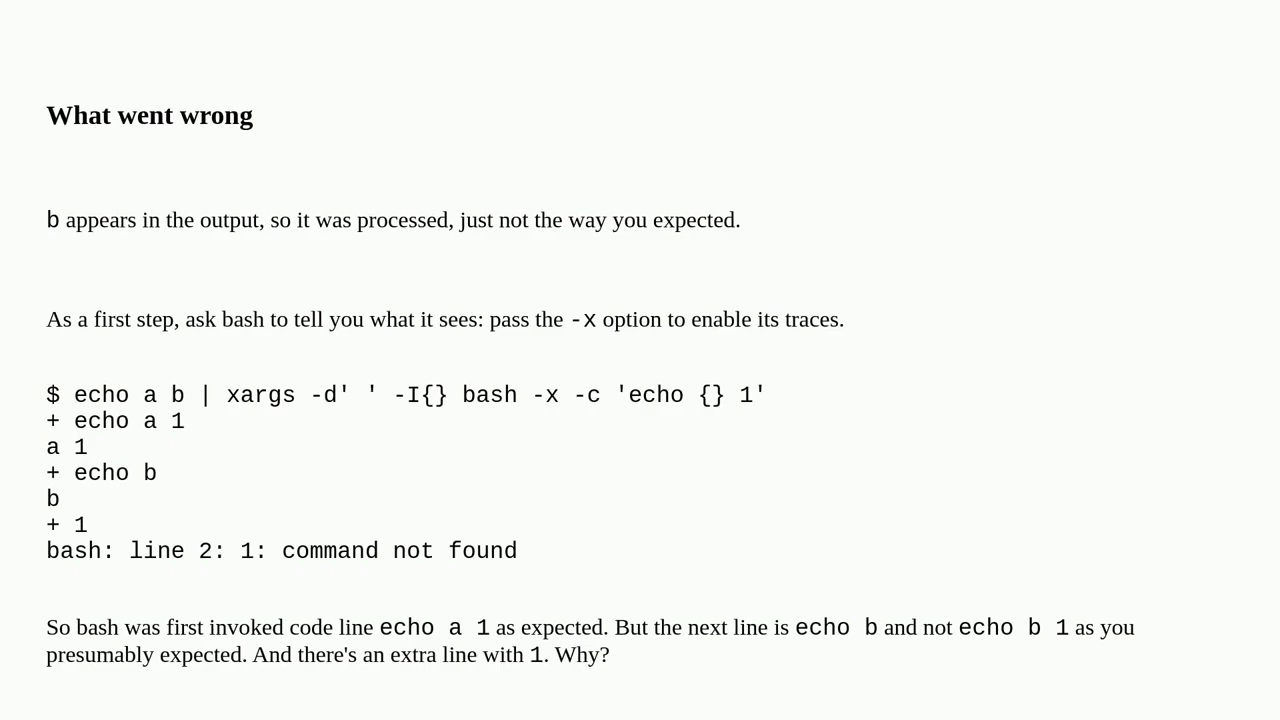 What went wrong
b appears in the output, so it was processed, just not the way you expected.
As a first step, ask bash to tell you what it sees: pass the -x option to enable its traces.
$ echo a b | xargs -d' ' -I{} bash -x -c 'echo {} 1'
+ echo a 1
a 1
+ echo b
b
+ 1
bash: line 2: 1: command not found
So bash was first invoked code line echo a 1 as expected. But the next line is echo b and not echo b 1 as you
presumably expected. And there's an extra line with 1. Why?